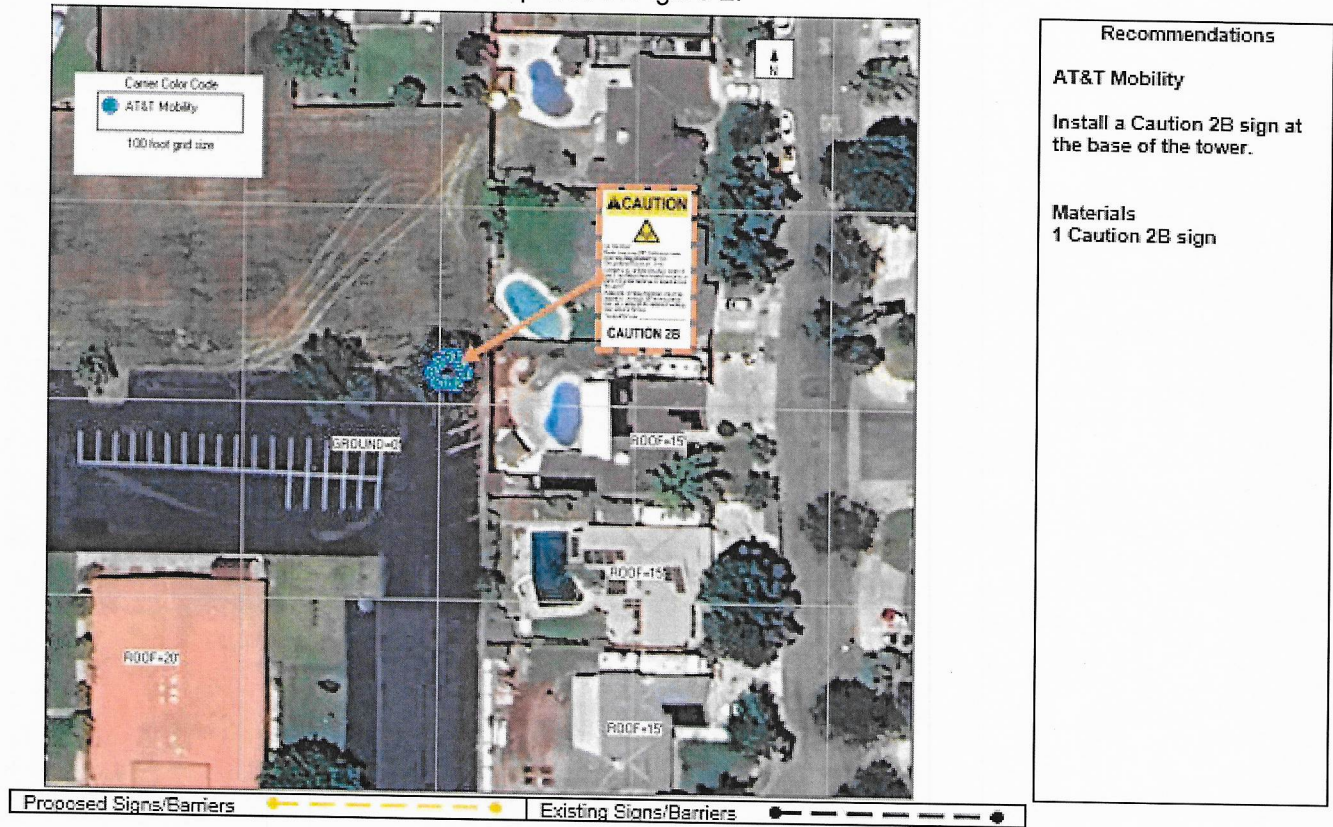 Carrier Color Code
AT&T Mobility
100 foot grid size
N
CAUTION
CAUTION 2B
GROUND=0'
ROOF=15'
ROOF=15'
ROOF=20'
ROOF=15'
Proposed Signs/Barriers
Existing Signs/Barriers
Recommendations
AT&T Mobility
Install a Caution 2B sign at
the base of the tower.
Materials
1 Caution 2B sign